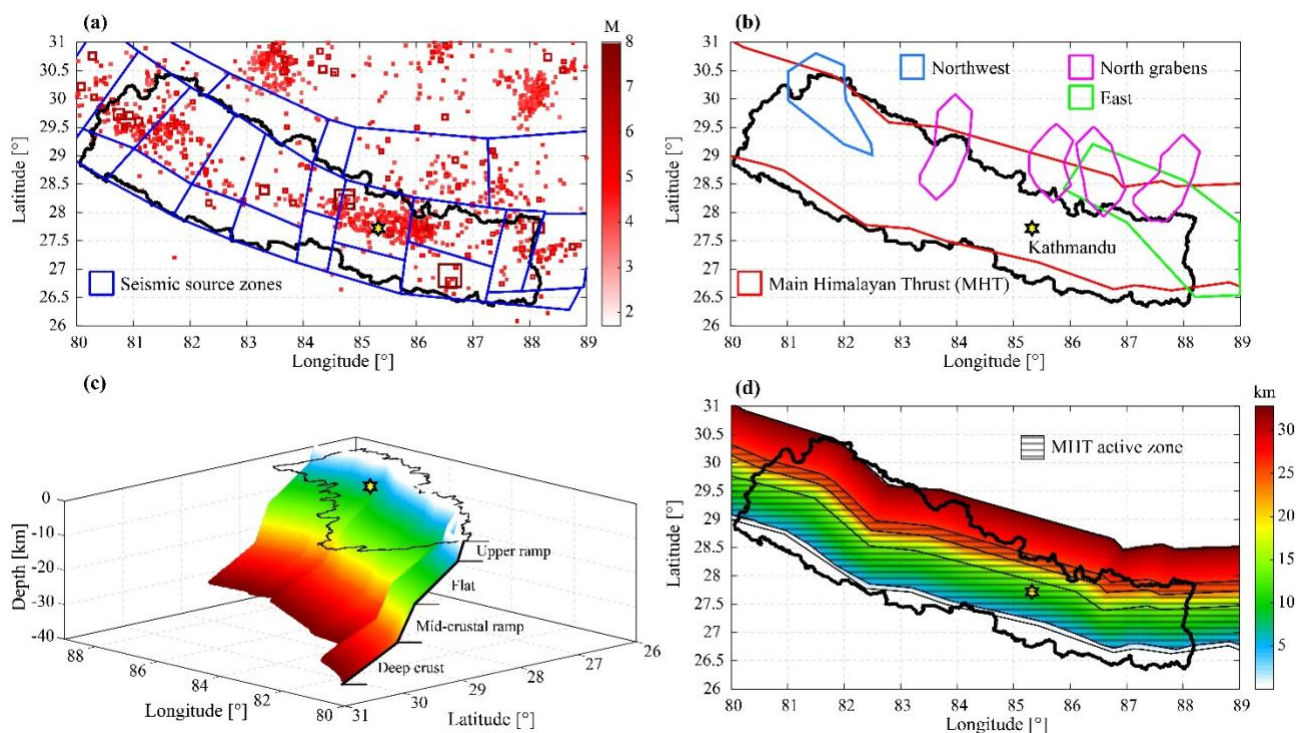 (a)
M
31
30.5
30
29.5
29
28.5
28
27.5
27
26.5
26
Latitude [°]
Seismic source zones
80 81 82 83 84 85 86 87 88 89
Longitude [°]
8
7
6
5
4
3
2
(b)
31
30.5
30
29.5
29
28.5
28
27.5
27
26.5
26
Latitude [°]
Northwest
North grabens
East
Kathmandu
Main Himalayan Thrust (MHT)
80 81 82 83 84 85 86 87 88 89
Longitude [°]
(c)
0
-10
-20
-30
-40
Depth [km]
Upper ramp
Flat
Mid-crustal ramp
Deep crust
88 86 84 82 80
Longitude [°]
31 30 29 28 27 26
Latitude [°]
(d)
km
31
30.5
30
29.5
29
28.5
28
27.5
27
26.5
26
Latitude [°]
MHT active zone
80 81 82 83 84 85 86 87 88 89
Longitude [°]
30
25
20
15
10
5